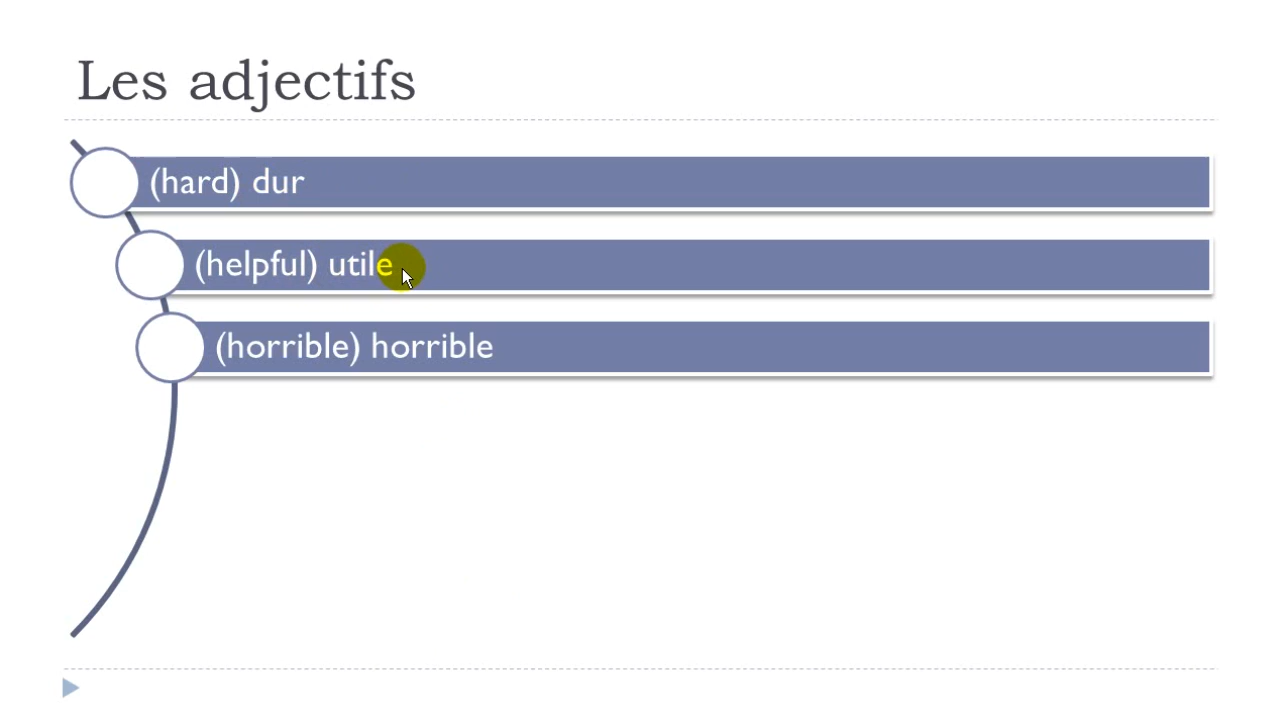 Les adjectifs
(hard) dur
(helpful) utile
(horrible) horrible